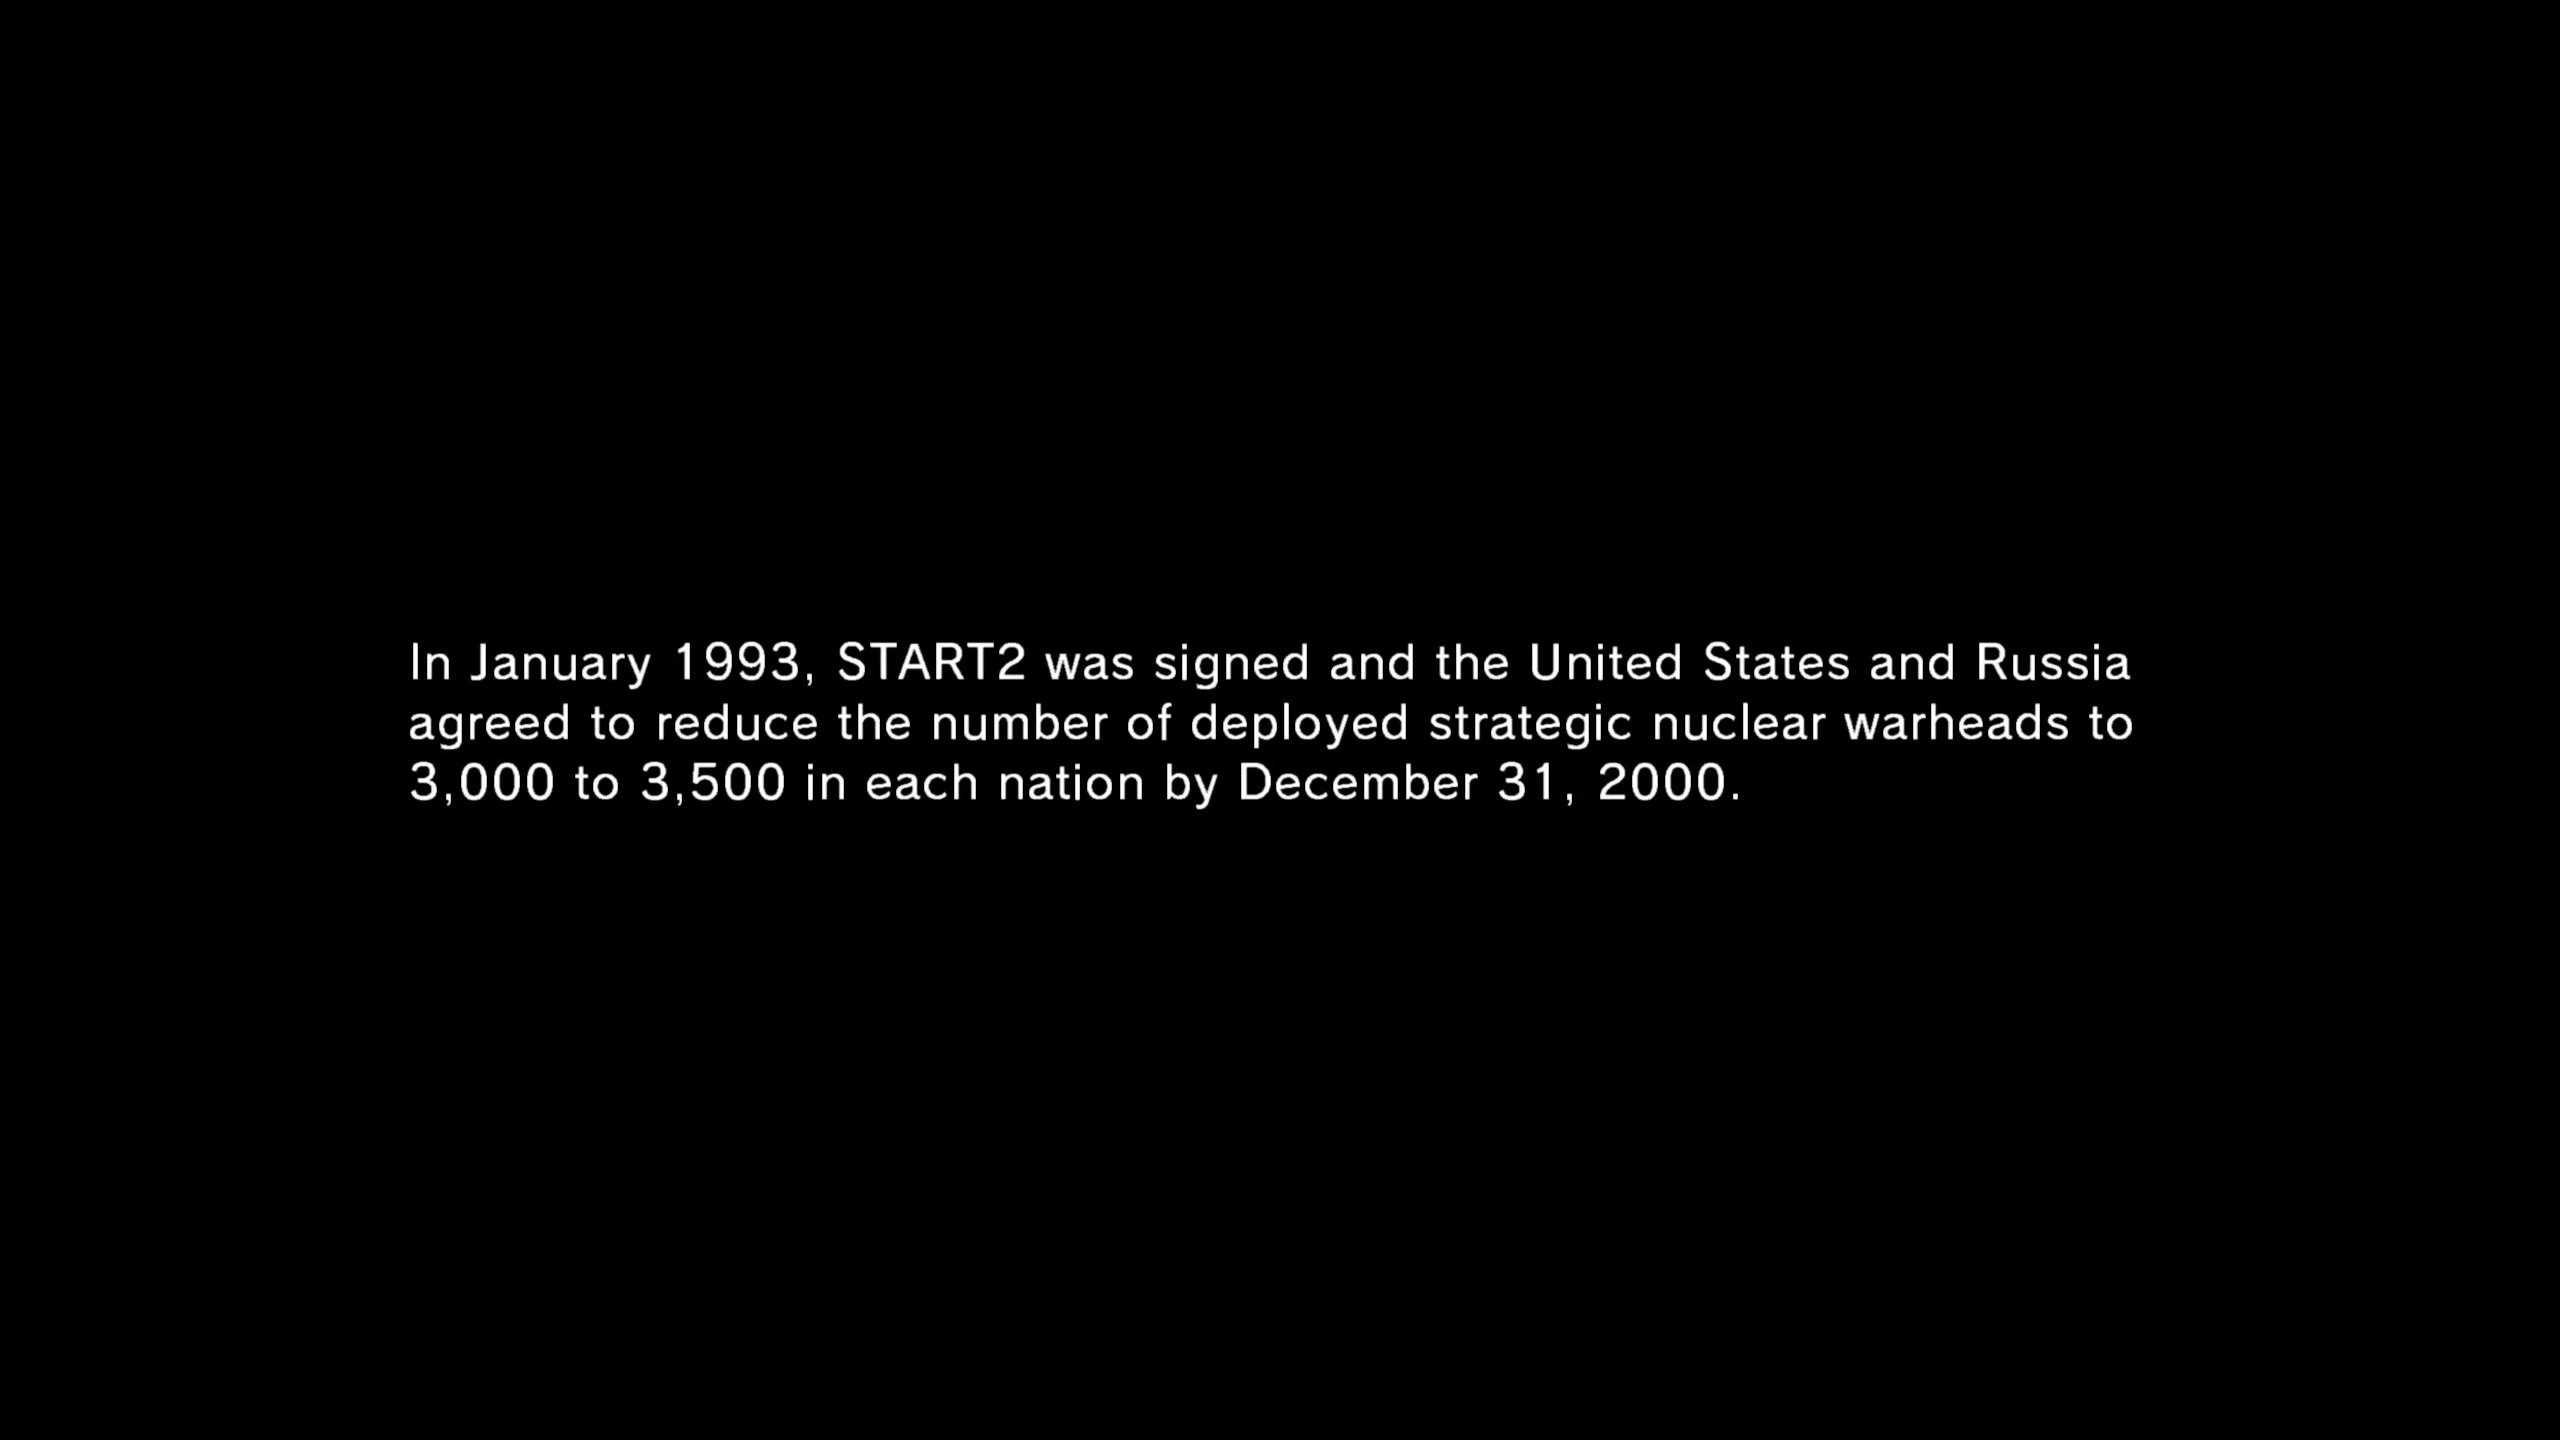 In January 1993, START2 was signed and the United States and Russia
agreed to reduce the number of deployed strategic nuclear warheads to
3,000 to 3,500 in each nation by December 31, 2000.